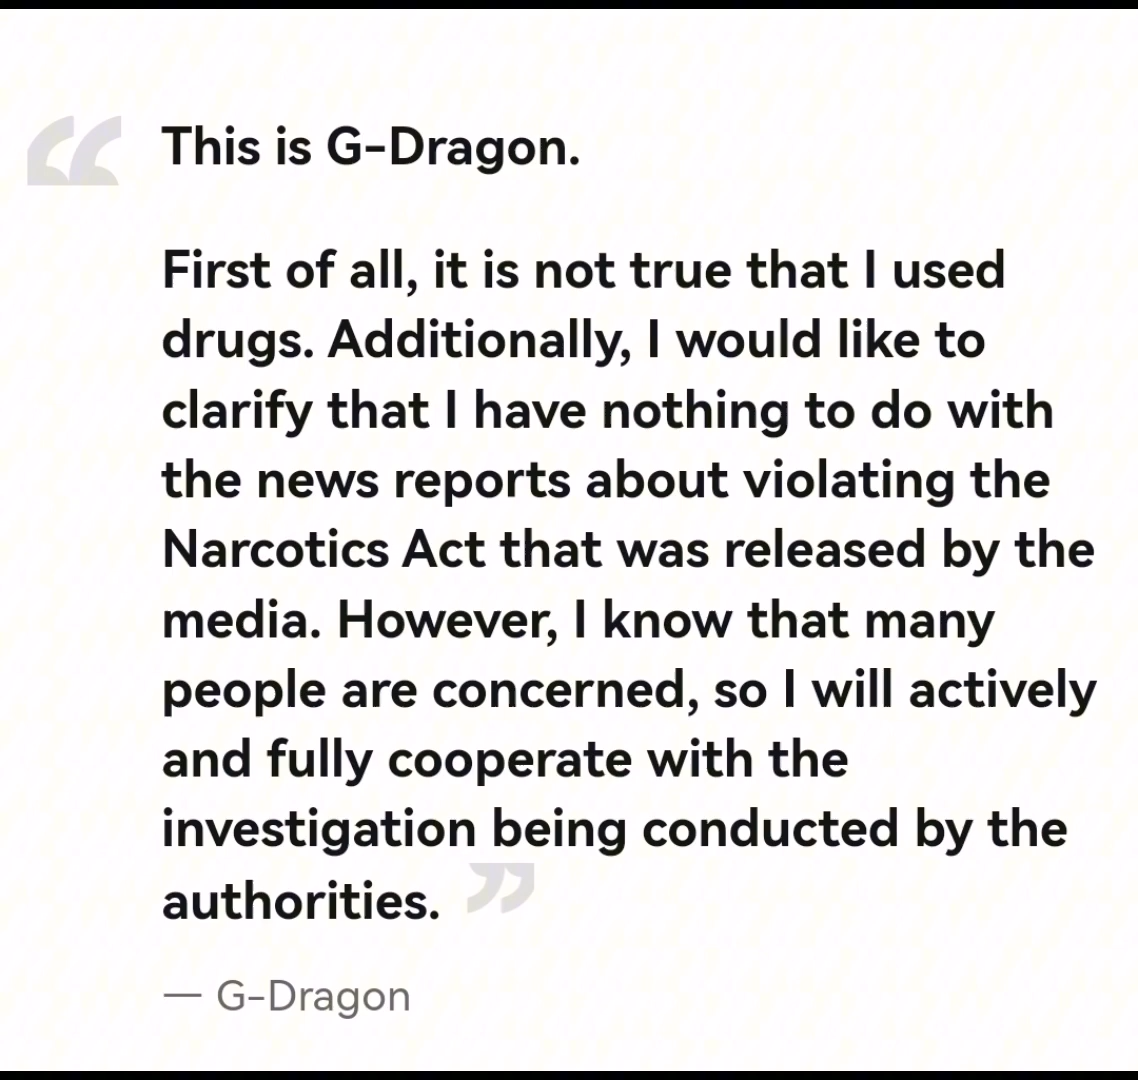 “ This is G-Dragon.
First of all, it is not true that I used
drugs. Additionally, I would like to
clarify that I have nothing to do with
the news reports about violating the
Narcotics Act that was released by the
media. However, I know that many
people are concerned, so I will actively
and fully cooperate with the
investigation being conducted by the
authorities. ”
— G-Dragon